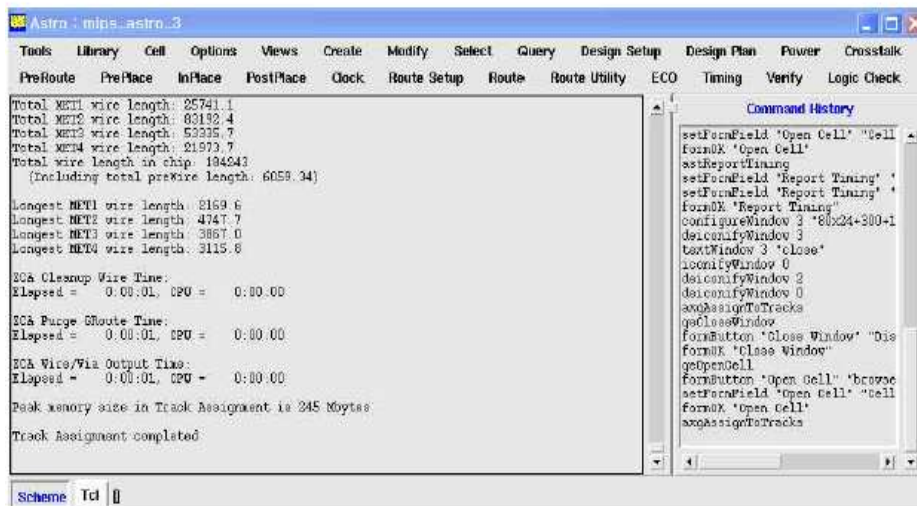 Astro : mips_astro_3
Tools Library Cell Options Views Create Modify Select Query Design Setup Design Plan Power Crosstalk
PreRoute PrePlace InPlace PostPlace Clock Route Setup Route Route Utility ECO Timing Verify Logic Check
Total MET1 wire length: 25741.1
Total MET2 wire length: 83192.4
Total MET3 wire length: 53335.7
Total MET4 wire length: 21973.7
Total wire length in chip: 184243
(Including total preWire length: 6059.34)
Longest MET1 wire length: 2169.6
Longest MET2 wire length: 4747.7
Longest MET3 wire length: 3867.0
Longest MET4 wire length: 3115.8
ZCA Cleanup Wire Time:
Elapsed = 0:00:01, CPU = 0:00:00
ZCA Purge GRoute Time:
Elapsed = 0:00:01, CPU = 0:00:00
ZCA Wire/Via Output Time:
Elapsed = 0:00:01, CPU = 0:00:00
Peak memory size in Track Assignment is 245 Mbytes
Track Assignment completed
Command History
setFormField "Open Cell" "Cell
formOK "Open Cell"
astReportTiming
setFormField "Report Timing" "
setFormField "Report Timing" "
formOK "Report Timing"
configureWindow 3 "80x24+300+1
deiconifyWindow 3
textWindow 3 "close"
iconifyWindow 0
deiconifyWindow 2
deiconifyWindow 0
axgAssignToTracks
geCloseWindow
formButton "Close Window" "Dis
formOK "Close Window"
geOpenCell
formButton "Open Cell" "browse
setFormField "Open Cell" "Cell
formOK "Open Cell"
axgAssignToTracks
Scheme Tcl